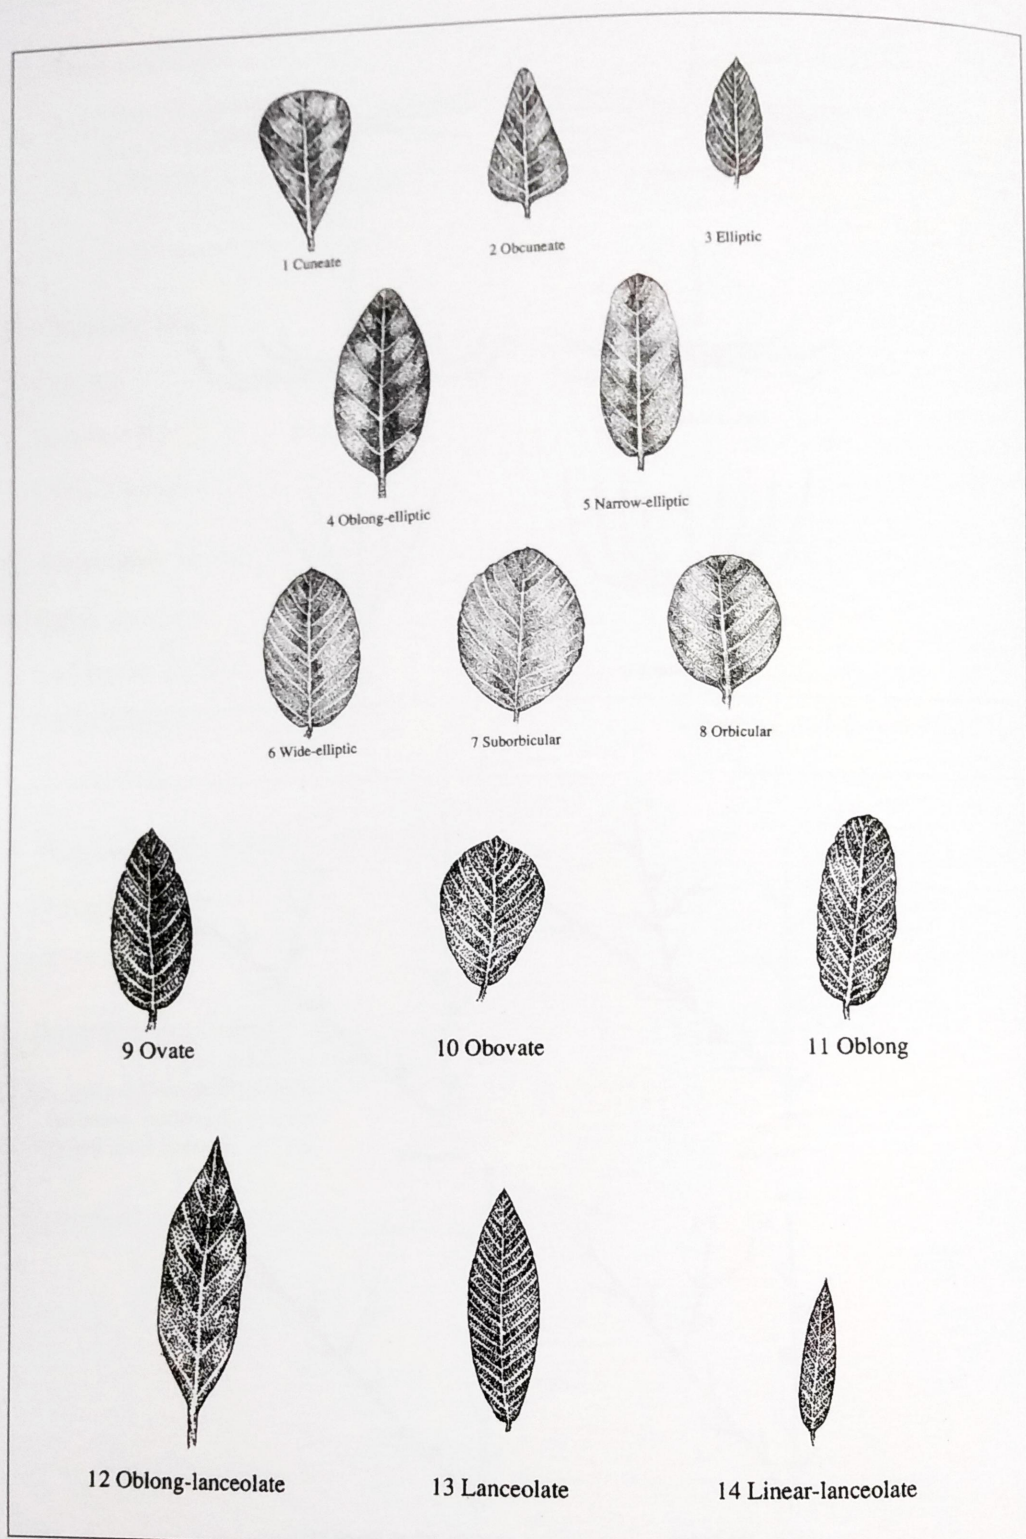 1 Cuneate
2 Obcuneate
3 Elliptic
4 Oblong-elliptic
5 Narrow-elliptic
6 Wide-elliptic
7 Suborbicular
8 Orbicular
9 Ovate
10 Obovate
11 Oblong
12 Oblong-lanceolate
13 Lanceolate
14 Linear-lanceolate